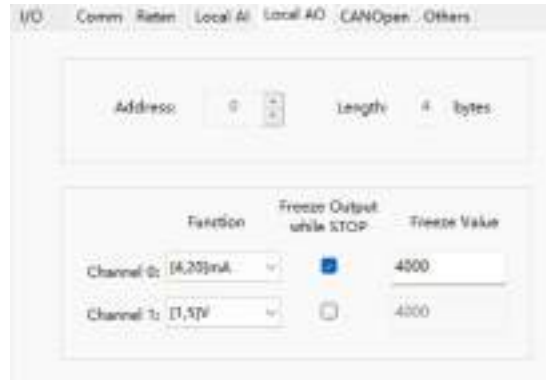 I/O Comm Reten Local AI Local AO CANOpen Others
Address: 0 Length: 4 bytes
Function Freeze Output while STOP Freeze Value
Channel 0: [4,20]mA 4000
Channel 1: [1,5]V 4000